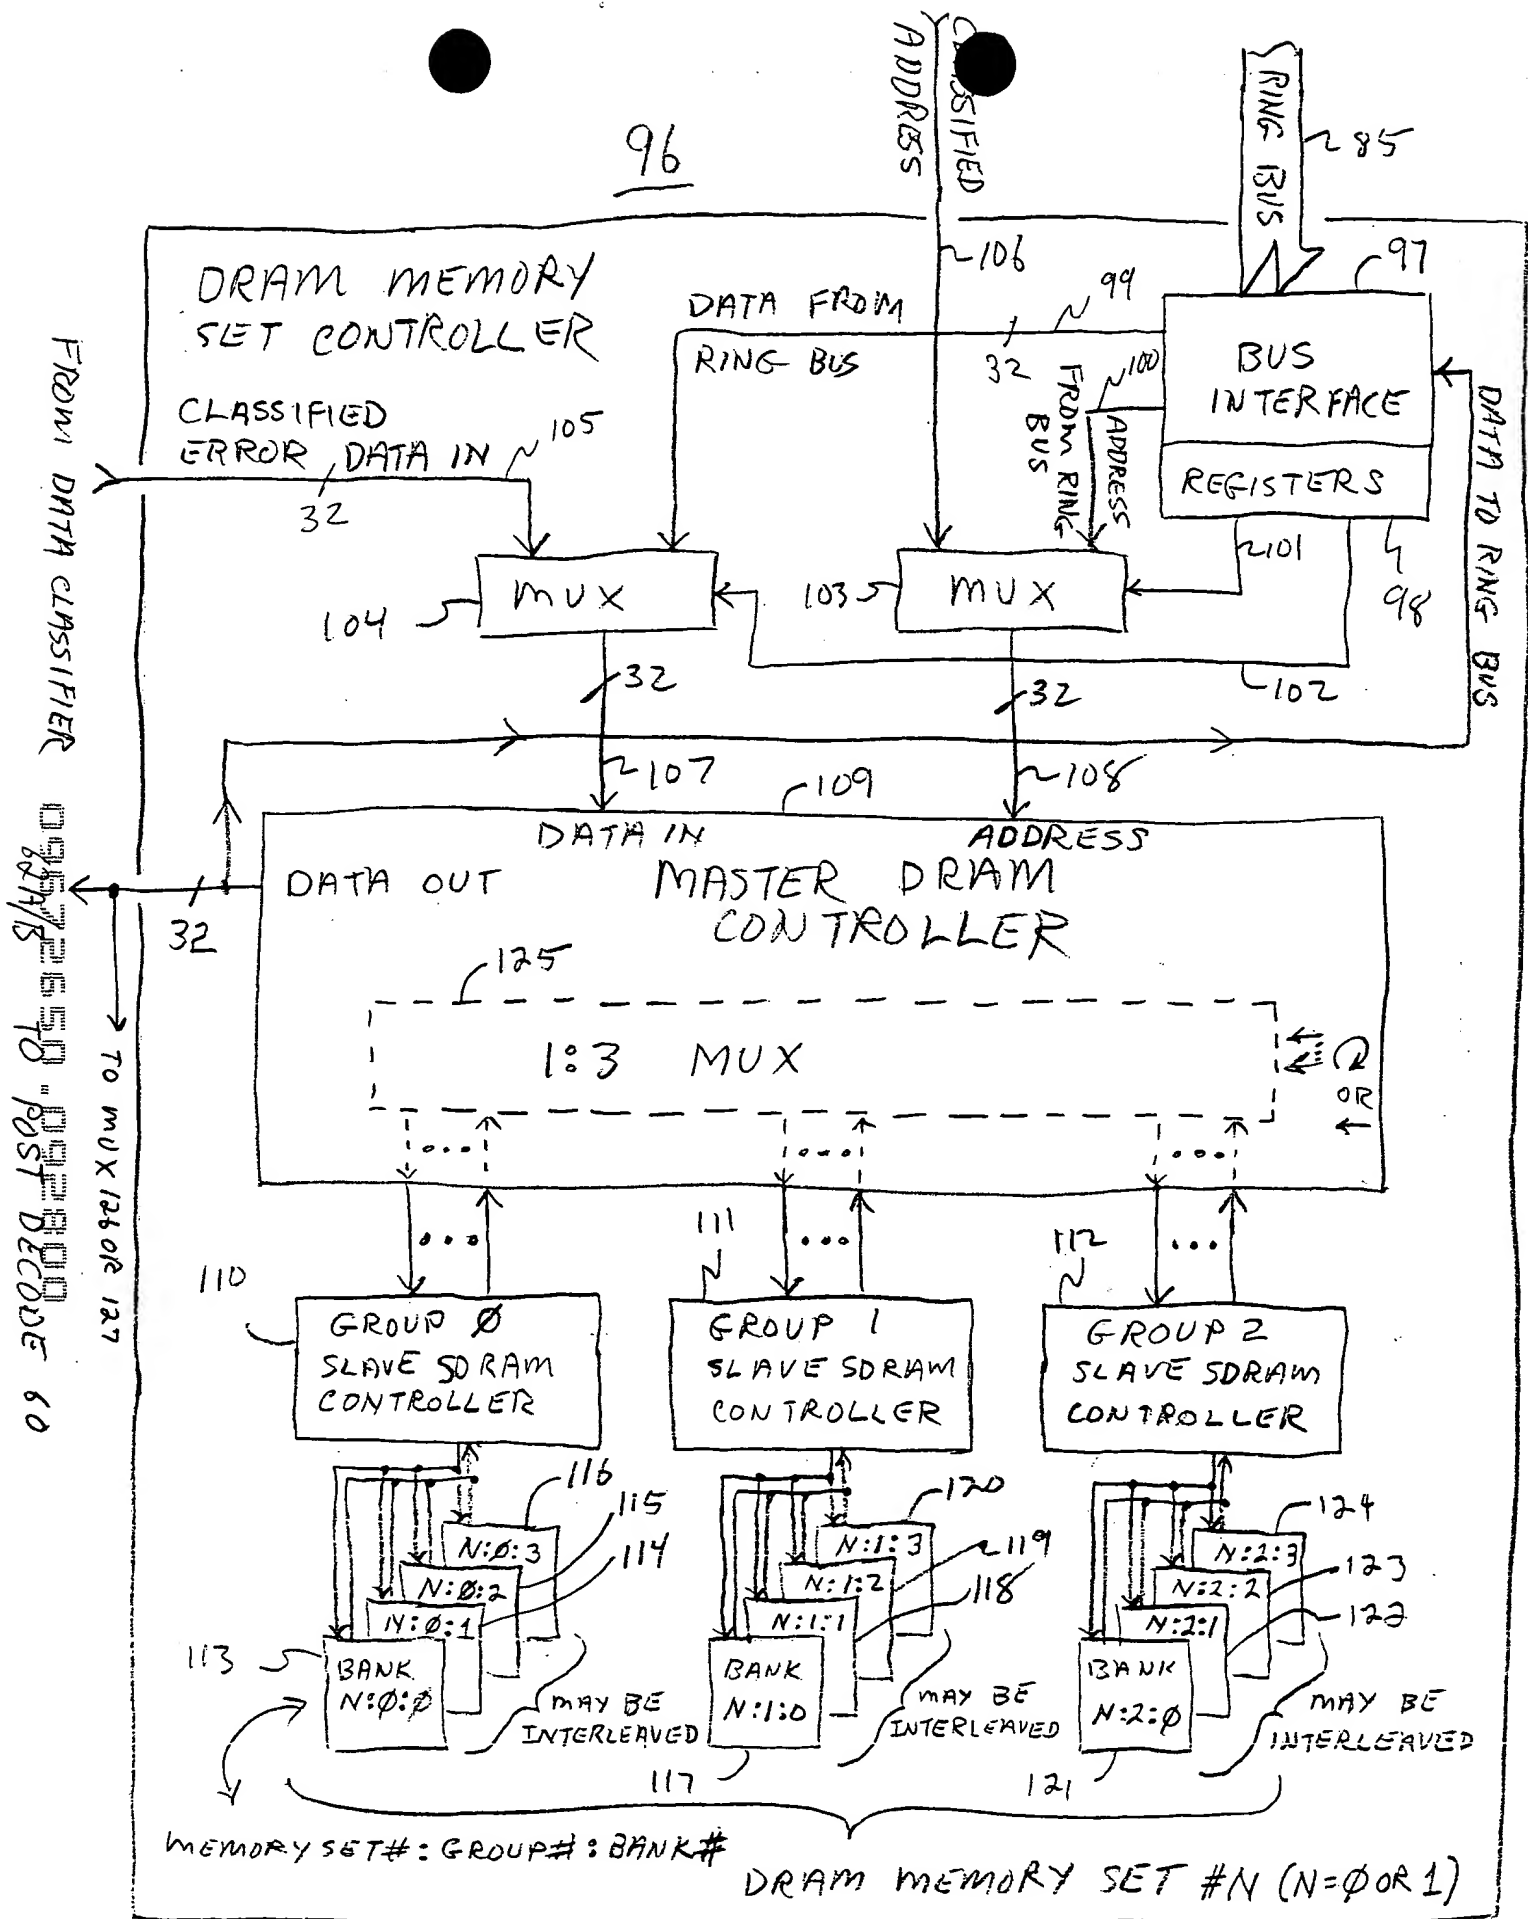 96
CLASSIFIED
ADDRESS
RING BUS
85
DRAM MEMORY
SET CONTROLLER
106
97
DATA FROM
RING BUS
99
32
100
ADDRESS
FROM RING
BUS
BUS
INTERFACE
REGISTERS
CLASSIFIED
ERROR DATA IN
105
32
FROM DATA CLASSIFIER
DATA TO RING BUS
101
98
104
MUX
103
MUX
102
32
32
107
108
109
DATA IN
ADDRESS
DATA OUT
MASTER DRAM
CONTROLLER
32
62A/B TO POST DECODE 60
09672650.092800
TO MUX 126 OR 127
125
1:3 MUX
OR
110
111
112
GROUP Ø
SLAVE SDRAM
CONTROLLER
GROUP 1
SLAVE SDRAM
CONTROLLER
GROUP 2
SLAVE SDRAM
CONTROLLER
116
115
114
113
N:Ø:3
N:Ø:2
N:Ø:1
BANK
N:Ø:Ø
MAY BE
INTERLEAVED
120
119
118
117
N:1:3
N:1:2
N:1:1
BANK
N:1:0
MAY BE
INTERLEAVED
124
123
122
121
N:2:3
N:2:2
N:2:1
BANK
N:2:Ø
MAY BE
INTERLEAVED
MEMORY SET#:GROUP#:BANK#
DRAM MEMORY SET #N (N=Ø OR 1)